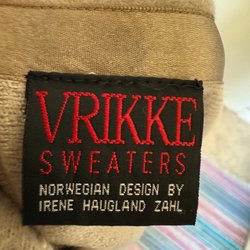 VRIKKE
SWEATERS
NORWEGIAN DESIGN BY
IRENE HAUGLAND ZAHL